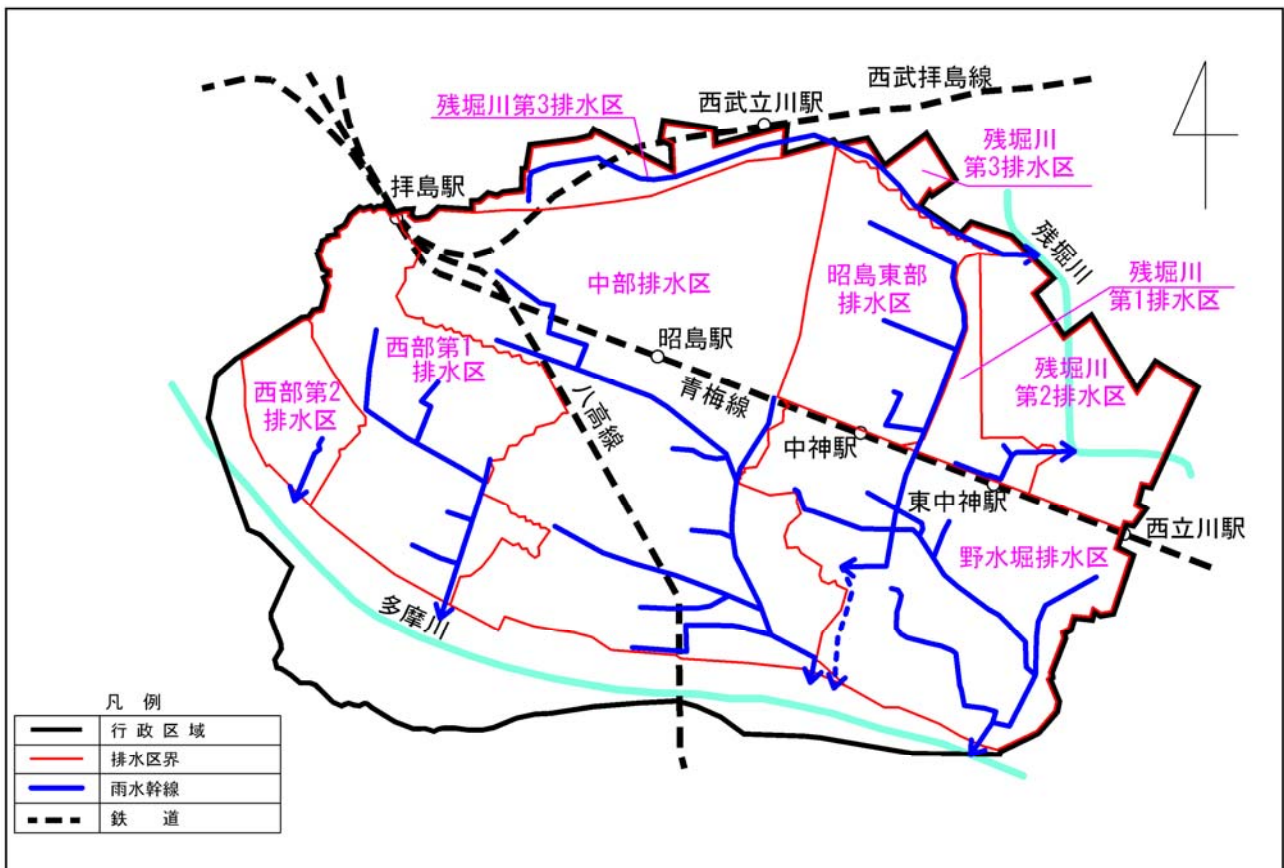 西武拝島線
西武立川駅
残堀川第3排水区
残堀川
第3排水区
拝島駅
残堀川
残堀川
第1排水区
中部排水区
昭島東部
排水区
昭島駅
西部第1
排水区
残堀川
第2排水区
西部第2
排水区
八高線
青梅線
中神駅
東中神駅
西立川駅
野水堀排水区
多摩川
凡 例
行 政 区 域
排水区界
雨水幹線
鉄 道